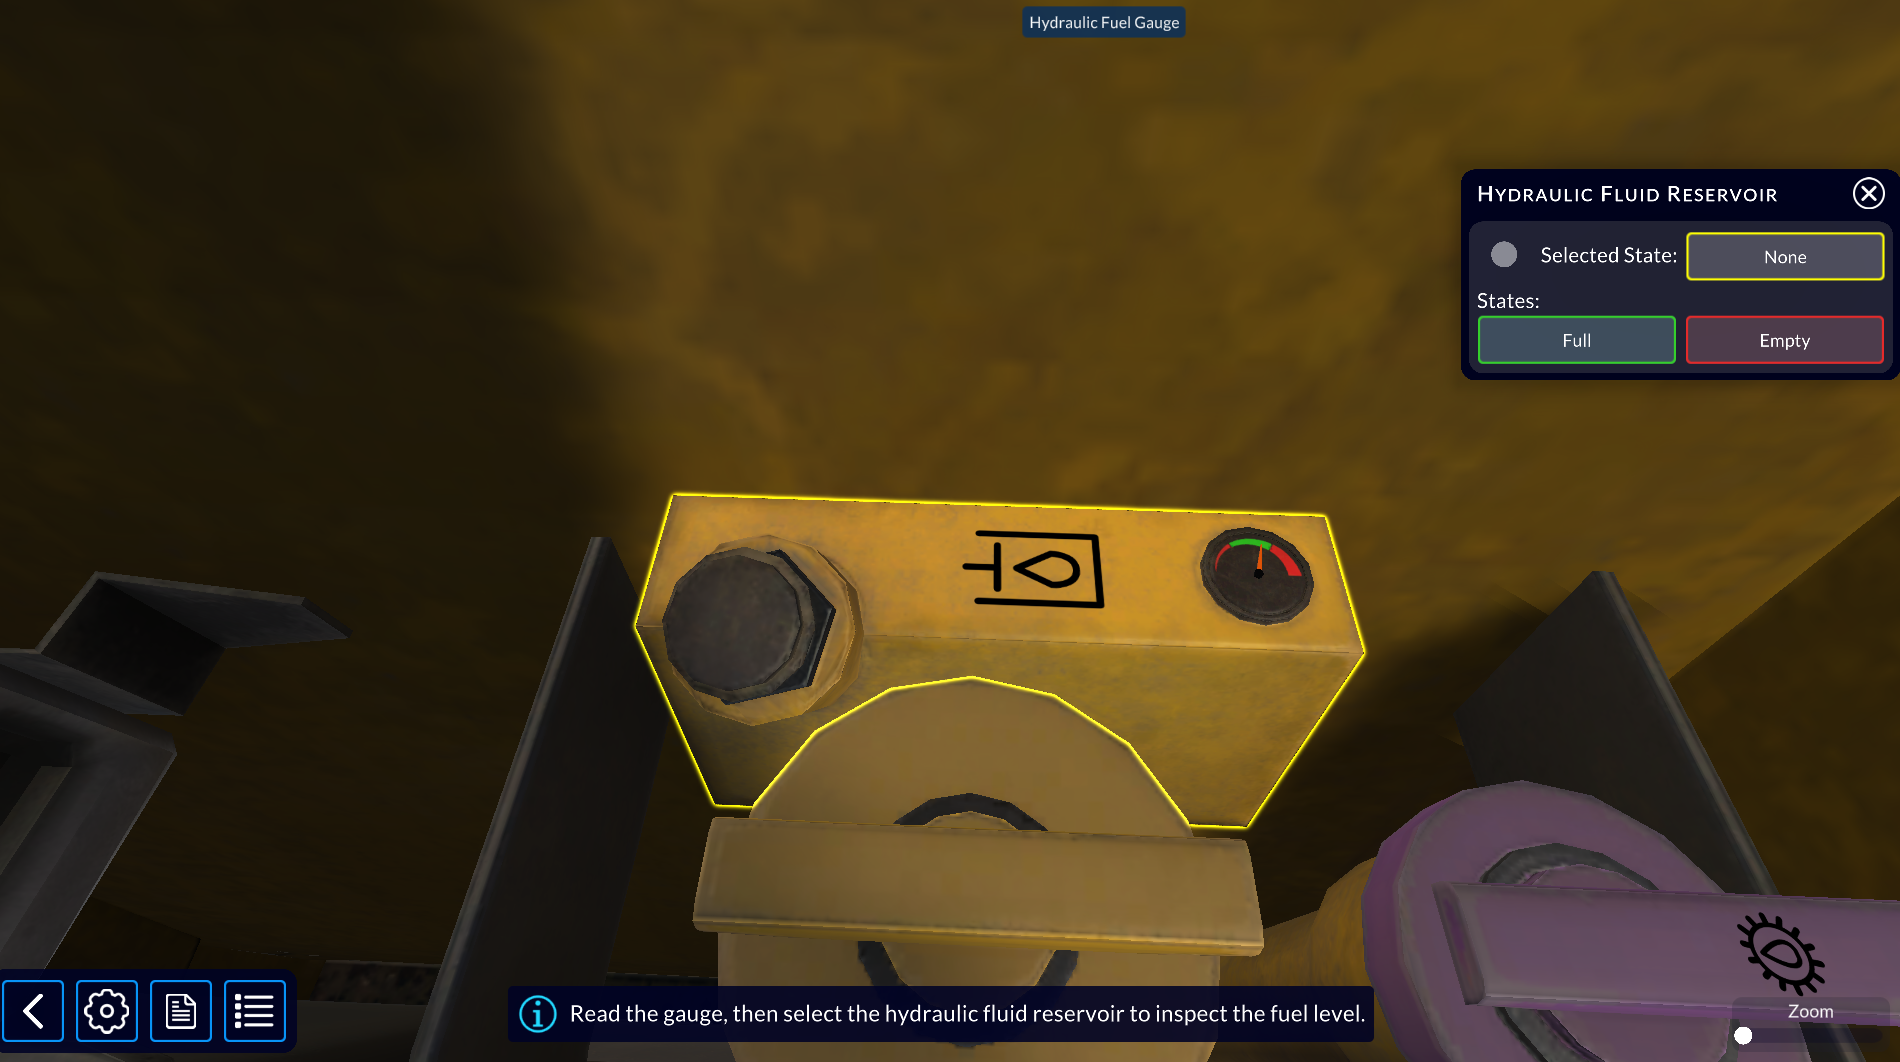 Hydraulic Fuel Gauge
HYDRAULIC FLUID RESERVOIR
Selected State:
None
States:
Full
Empty
Read the gauge, then select the hydraulic fluid reservoir to inspect the fuel level.
Zoom